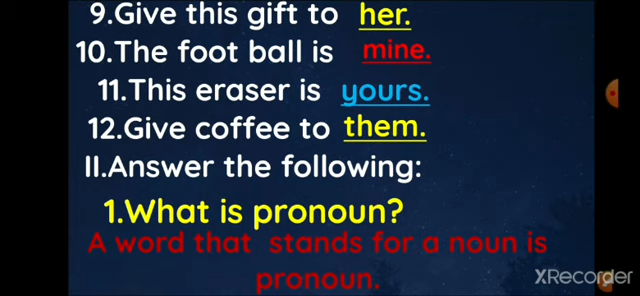 9.Give this gift to her.
10.The foot ball is mine.
11.This eraser is yours.
12.Give coffee to them.
II.Answer the following:
1.What is pronoun?
A word that stands for a noun is
pronoun.
XRecorder